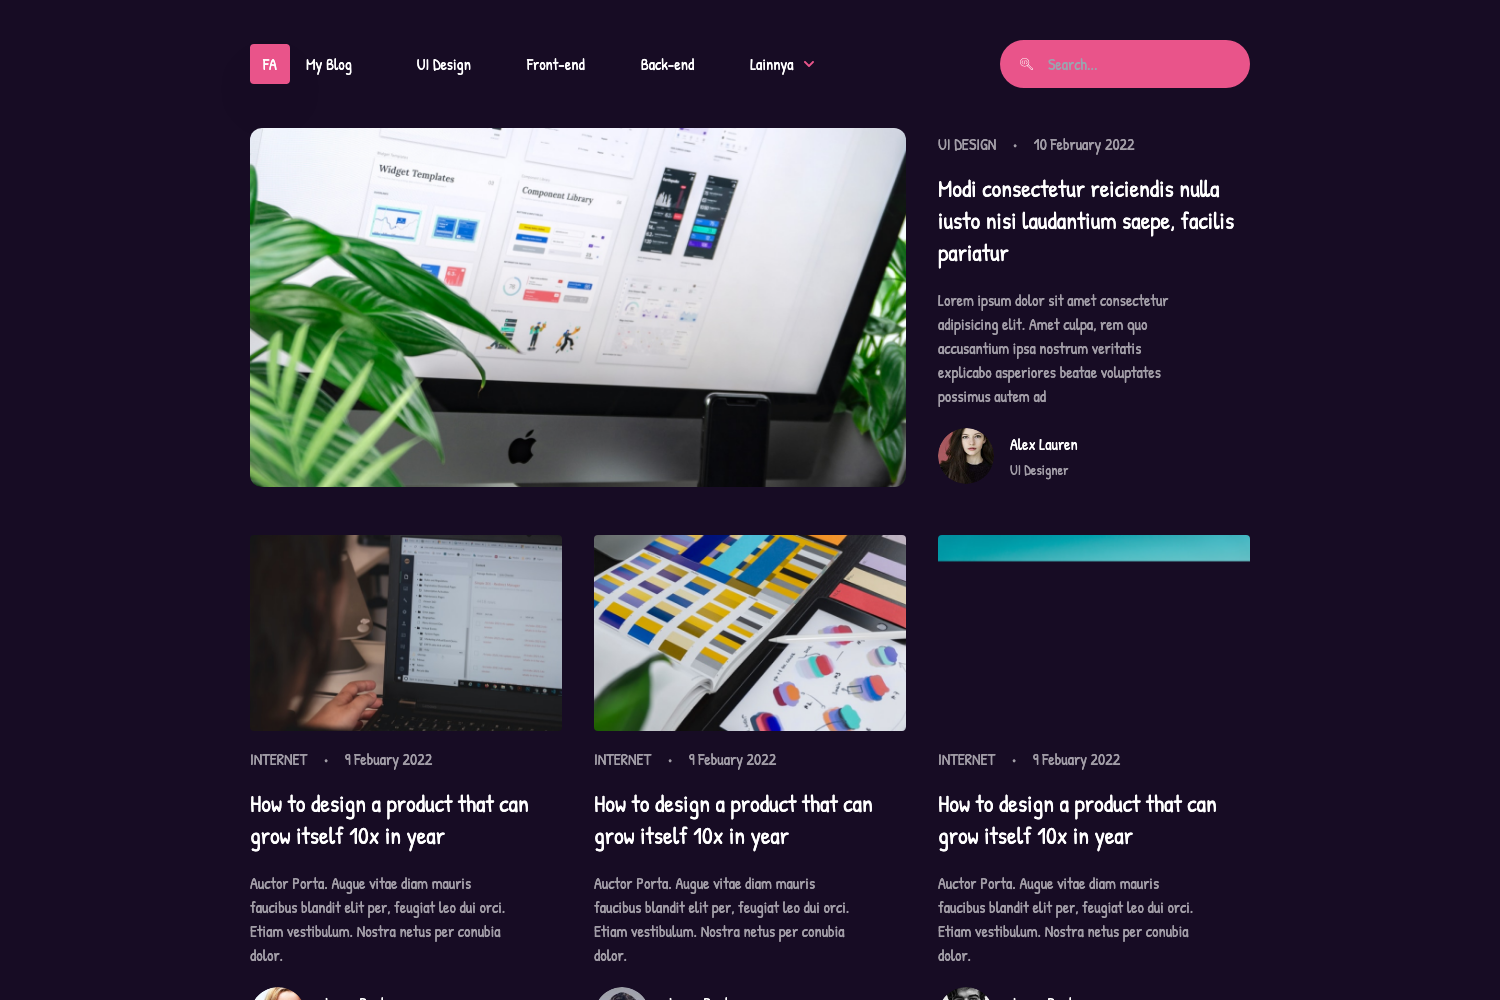 FA My Blog UI Design Front-end Back-end Lainnya Search...
Widget Templates
Component Library
UI DESIGN • 10 February 2022
Modi consectetur reiciendis nulla
iusto nisi laudantium saepe, facilis
pariatur
Lorem ipsum dolor sit amet consectetur
adipisicing elit. Amet culpa, rem quo
accusantium ipsa nostrum veritatis
explicabo asperiores beatae voluptates
possimus autem ad
Alex Lauren
UI Designer
INTERNET • 9 Febuary 2022
How to design a product that can
grow itself 10x in year
Auctor Porta. Augue vitae diam mauris
faucibus blandit elit per, feugiat leo dui orci.
Etiam vestibulum. Nostra netus per conubia
dolor.
INTERNET • 9 Febuary 2022
How to design a product that can
grow itself 10x in year
Auctor Porta. Augue vitae diam mauris
faucibus blandit elit per, feugiat leo dui orci.
Etiam vestibulum. Nostra netus per conubia
dolor.
INTERNET • 9 Febuary 2022
How to design a product that can
grow itself 10x in year
Auctor Porta. Augue vitae diam mauris
faucibus blandit elit per, feugiat leo dui orci.
Etiam vestibulum. Nostra netus per conubia
dolor.